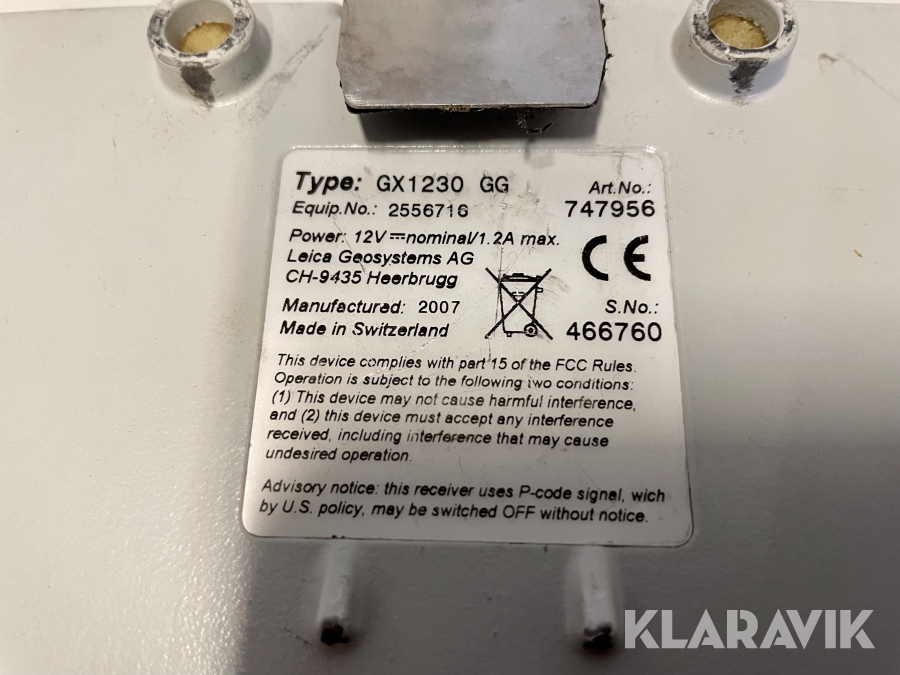 Type: GX1230 GG
Art.No.:
Equip.No.: 2556716
747956
Power: 12V⎓nominal/1.2A max.
Leica Geosystems AG
CE
CH-9435 Heerbrugg
Manufactured: 2007
S.No.:
Made in Switzerland
466760
This device complies with part 15 of the FCC Rules.
Operation is subject to the following two conditions:
(1) This device may not cause harmful interference,
and (2) this device must accept any interference
received, including interference that may cause
undesired operation.
Advisory notice: this receiver uses P-code signal, wich
by U.S. policy, may be switched OFF without notice.
KLARAVIK